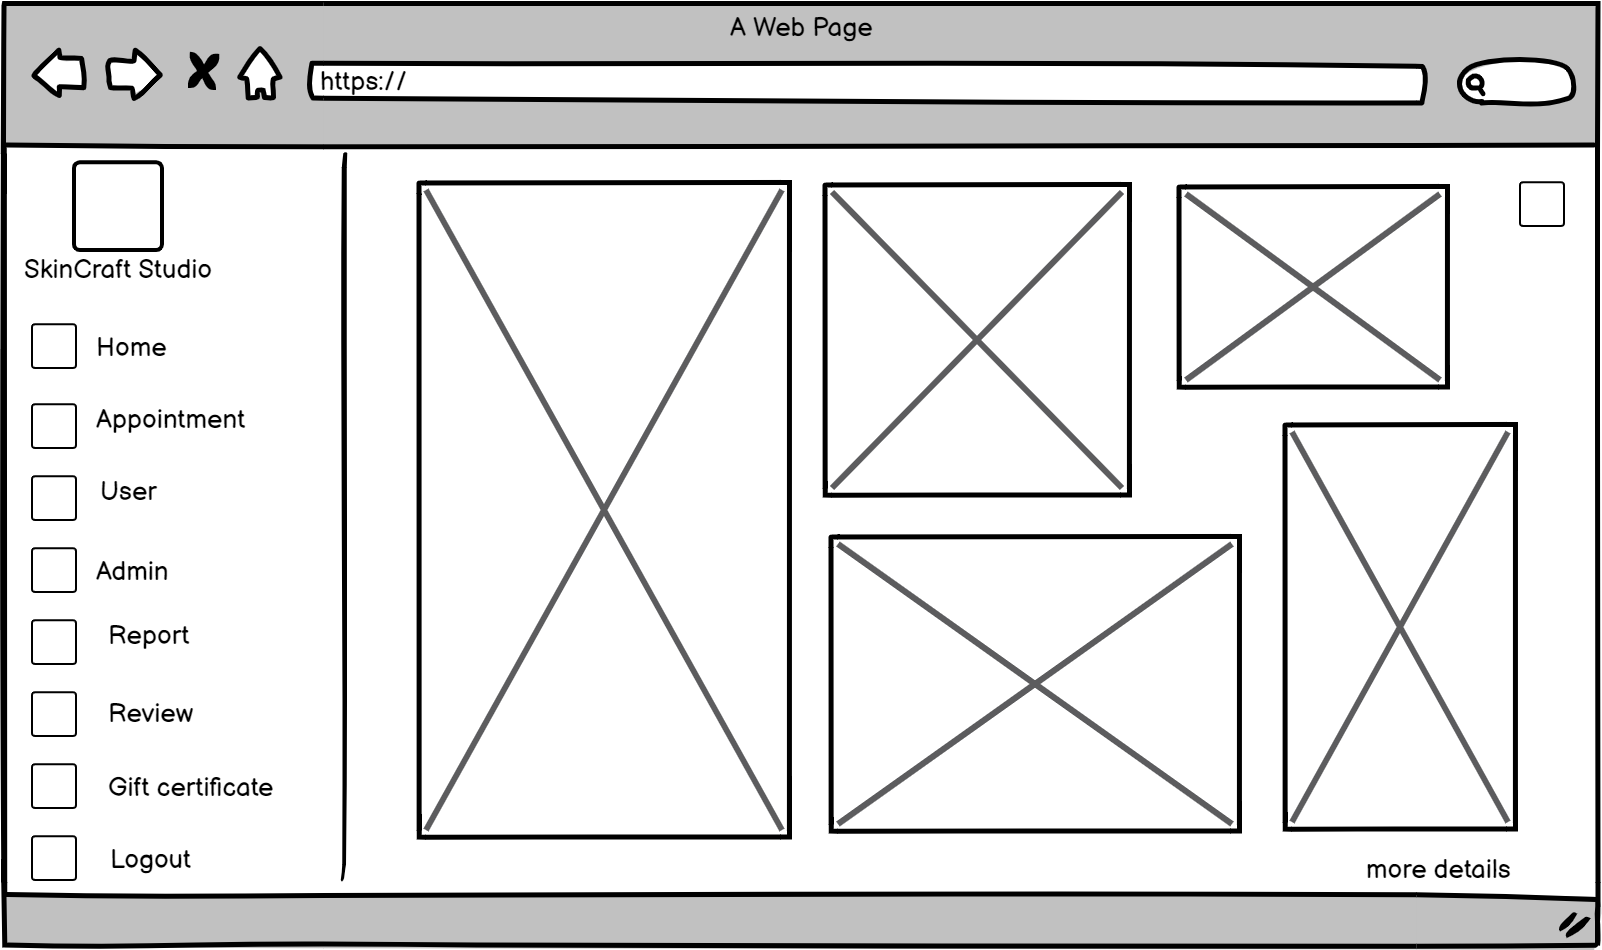 A Web Page
https://
SkinCraft Studio
Home
Appointment
User
Admin
Report
Review
Gift certificate
Logout
more details